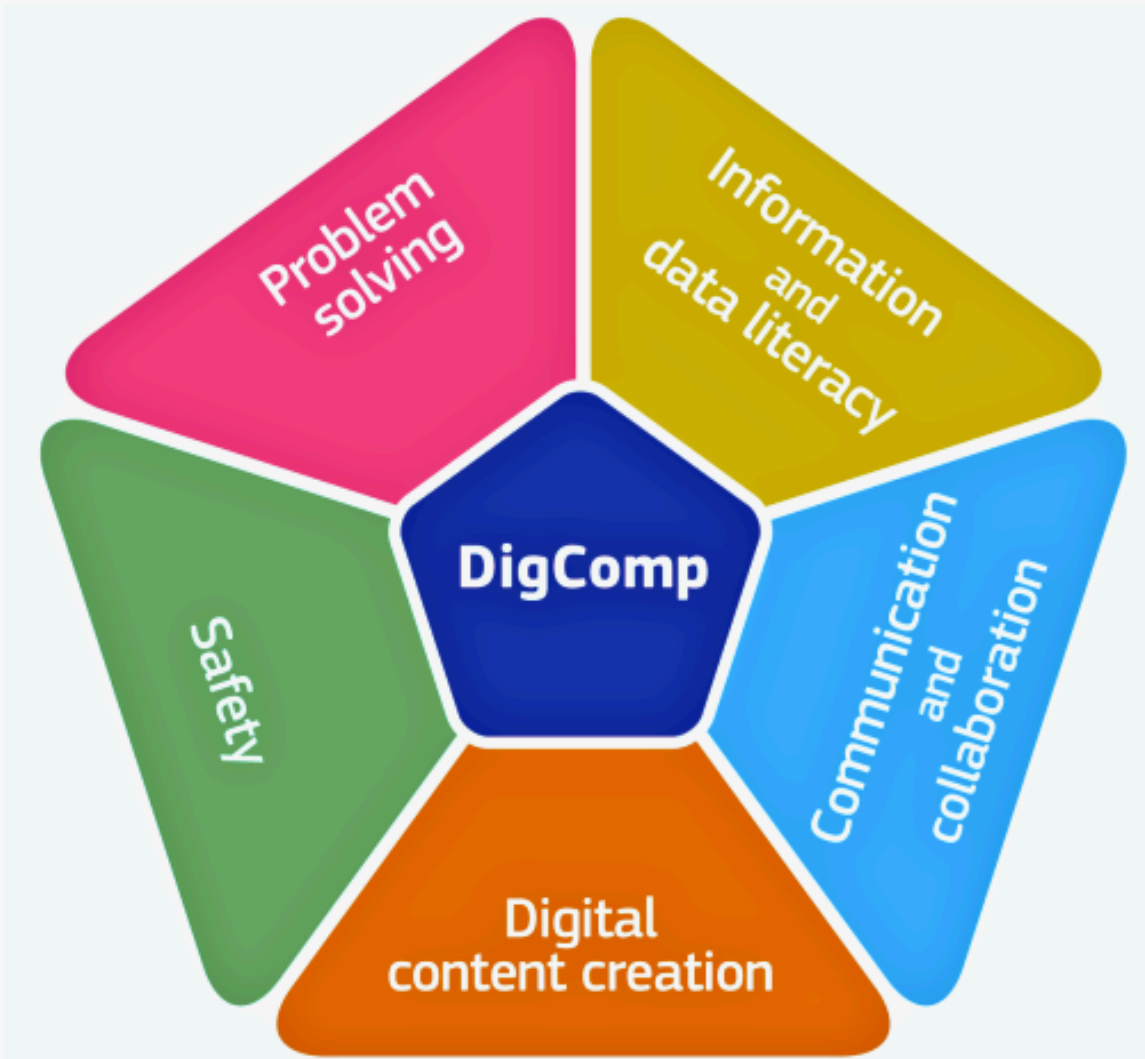 Problem
solving
Information
and
data literacy
DigComp
Safety
Communication
and
collaboration
Digital
content creation